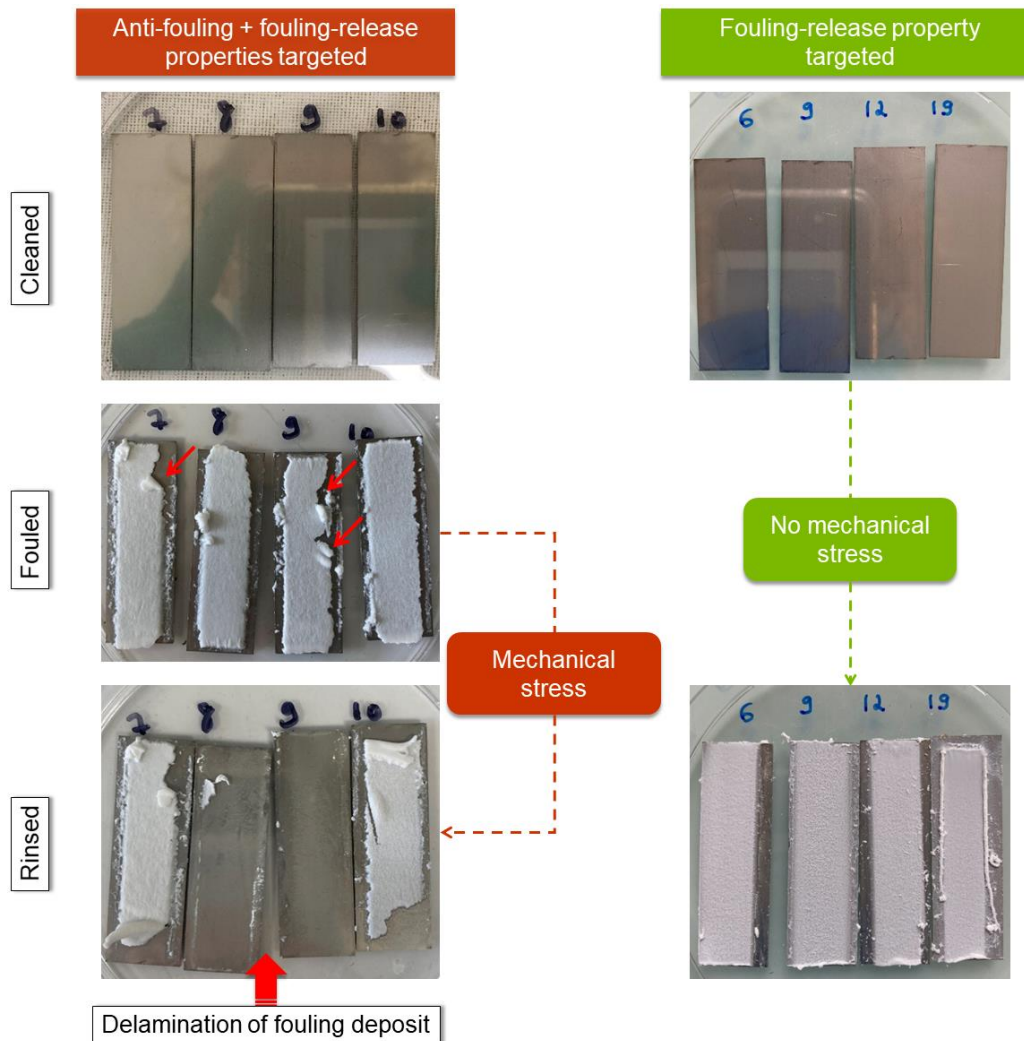 Anti-fouling + fouling-release
properties targeted
Fouling-release property
targeted
Cleaned
7 8 9 10
6 9 12 19
Fouled
7 8 9 10
No mechanical
stress
Mechanical
stress
Rinsed
7 8 9 10
6 9 12 19
Delamination of fouling deposit